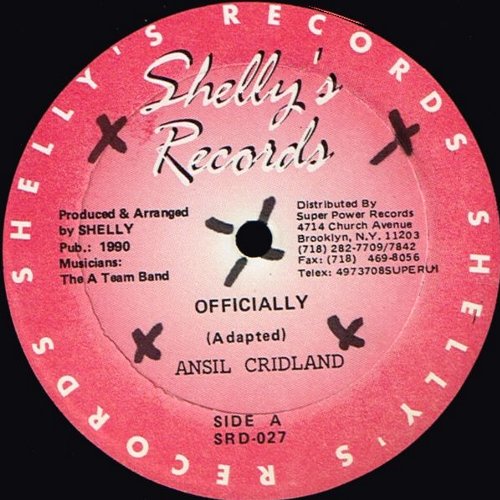 SHELLY'S RECORDS SHELLY'S RECORDS SHELLY'S RECORDS
Shelly's
Records
Produced & Arranged
by SHELLY
Pub.: 1990
Musicians:
The A Team Band
Distributed By
Super Power Records
4714 Church Avenue
Brooklyn, N.Y. 11203
(718) 282-7709/7842
Fax: (718) 469-8056
Telex: 4973708SUPERUI
OFFICIALLY
(Adapted)
ANSIL CRIDLAND
SIDE A
SRD-027